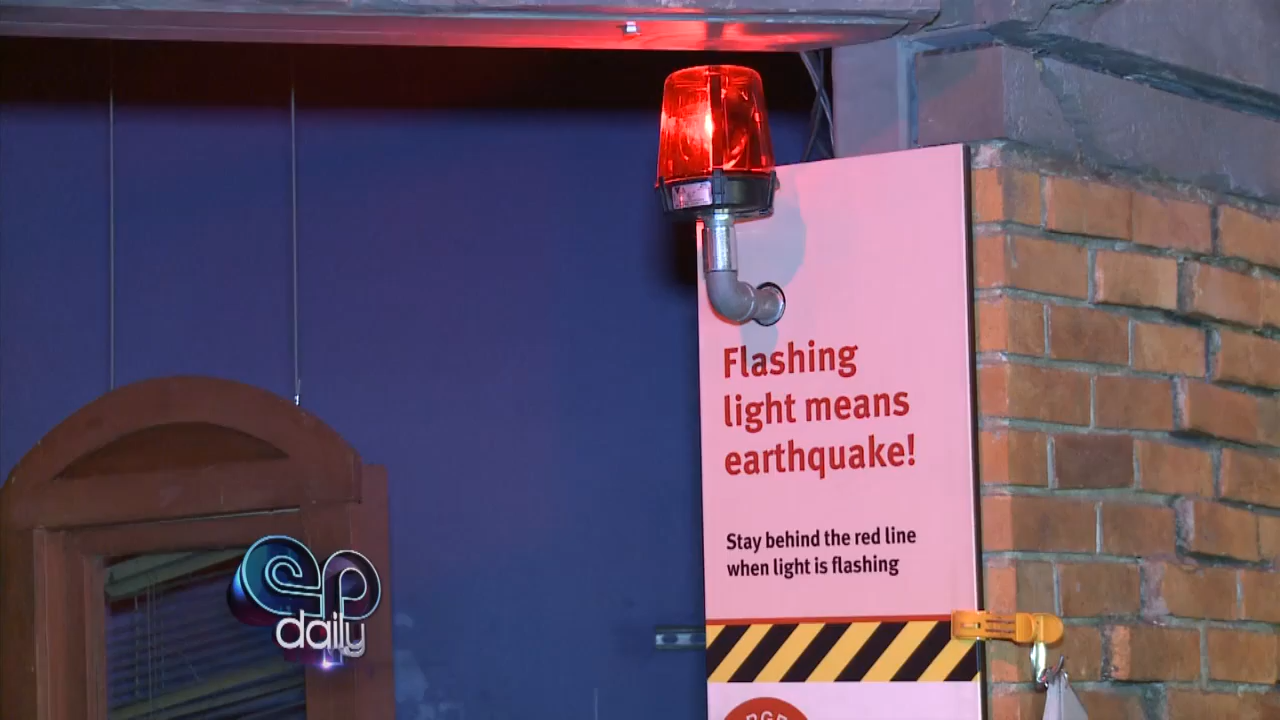 Flashing
light means
earthquake!
Stay behind the red line
when light is flashing
ep
daily